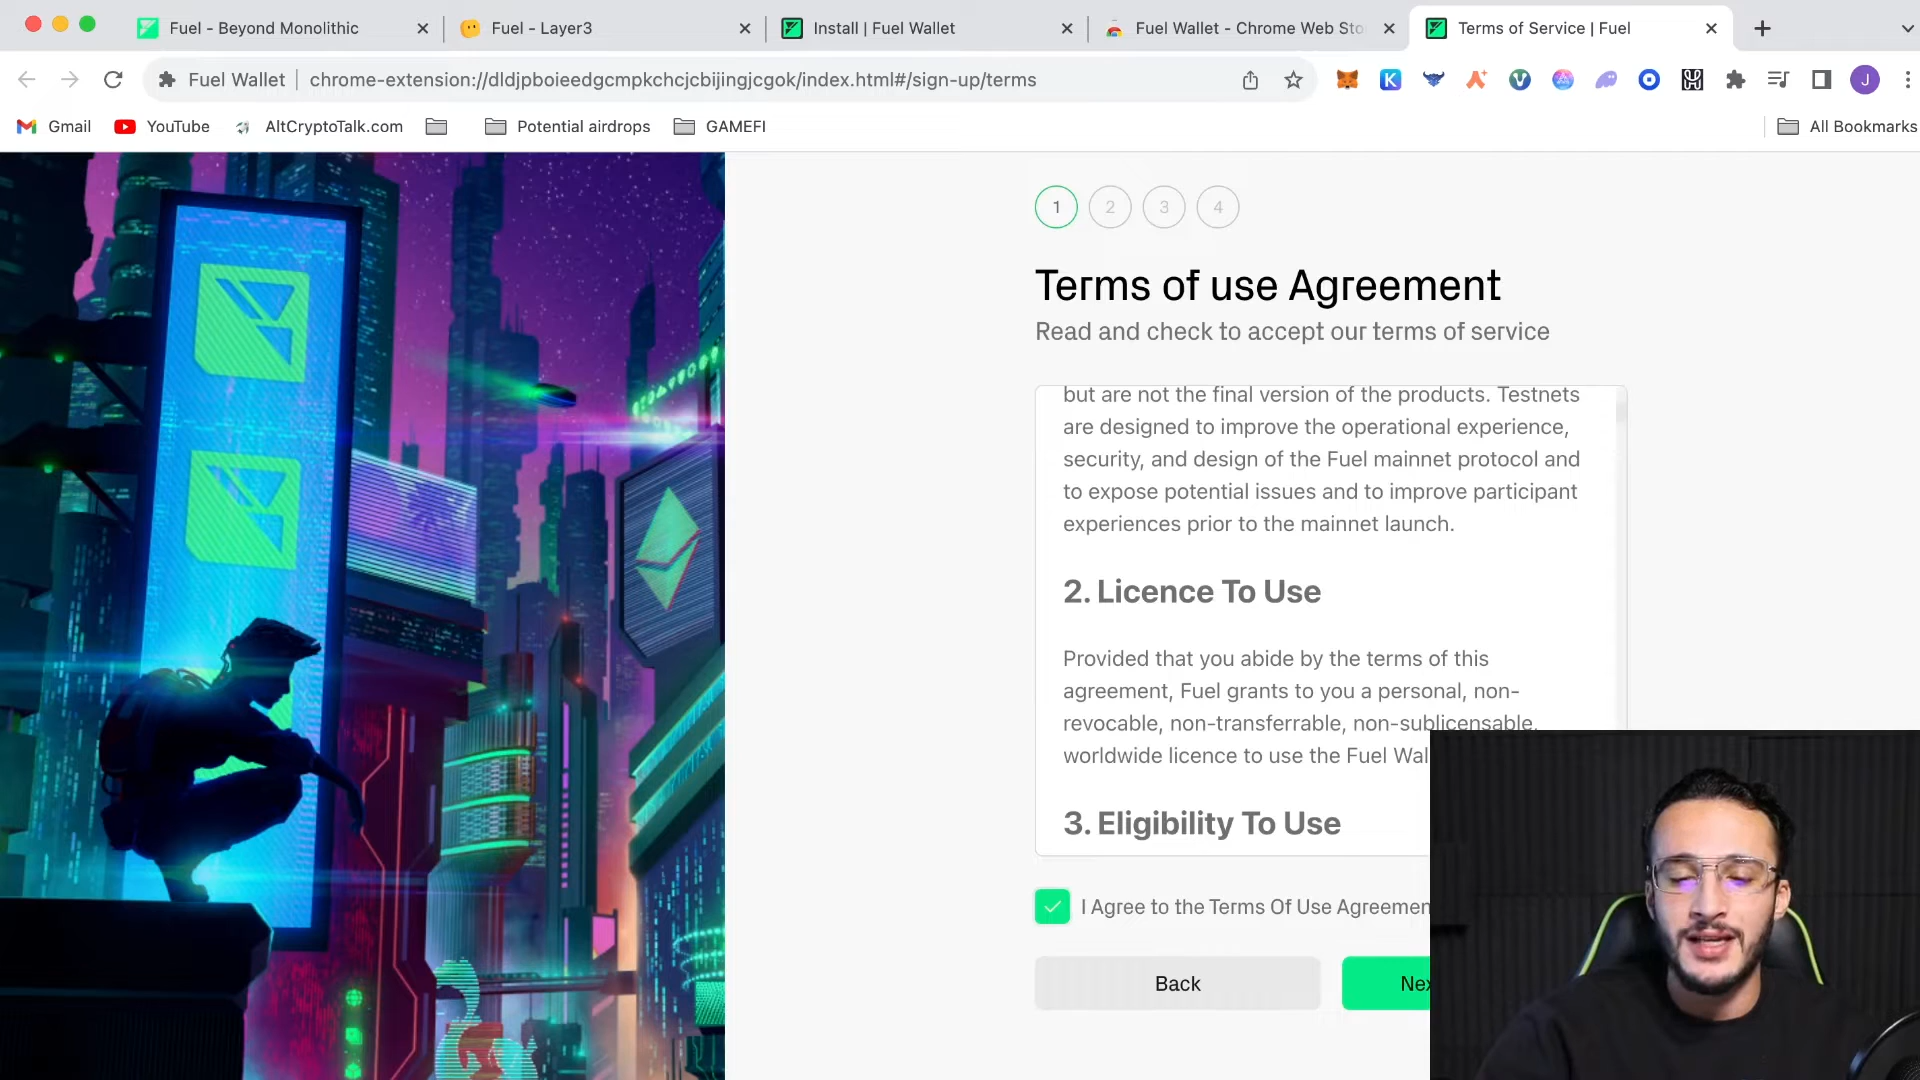 Fuel - Beyond Monolithic
Fuel - Layer3
Install | Fuel Wallet
Fuel Wallet - Chrome Web Sto
Terms of Service | Fuel
Fuel Wallet
chrome-extension://dldjpboieedgcmpkchcjcbijingjcgok/index.html#/sign-up/terms
J
Gmail
YouTube
AltCryptoTalk.com
Potential airdrops
GAMEFI
All Bookmarks
1 2 3 4
Terms of use Agreement
Read and check to accept our terms of service
but are not the final version of the products. Testnets
are designed to improve the operational experience,
security, and design of the Fuel mainnet protocol and
to expose potential issues and to improve participant
experiences prior to the mainnet launch.
2. Licence To Use
Provided that you abide by the terms of this
agreement, Fuel grants to you a personal, non-
revocable, non-transferrable, non-sublicensable,
worldwide licence to use the Fuel Wal
3. Eligibility To Use
I Agree to the Terms Of Use Agreemen
Back
Nex